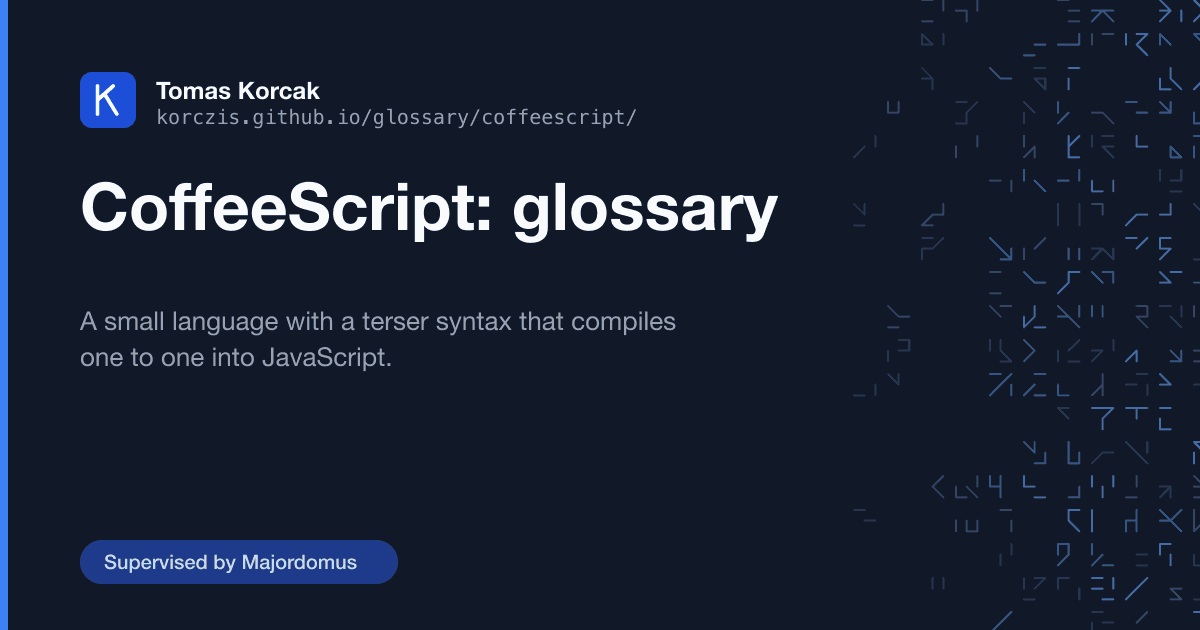 K
Tomas Korcak
korczis.github.io/glossary/coffeescript/
CoffeeScript: glossary
A small language with a terser syntax that compiles
one to one into JavaScript.
Supervised by Majordomus